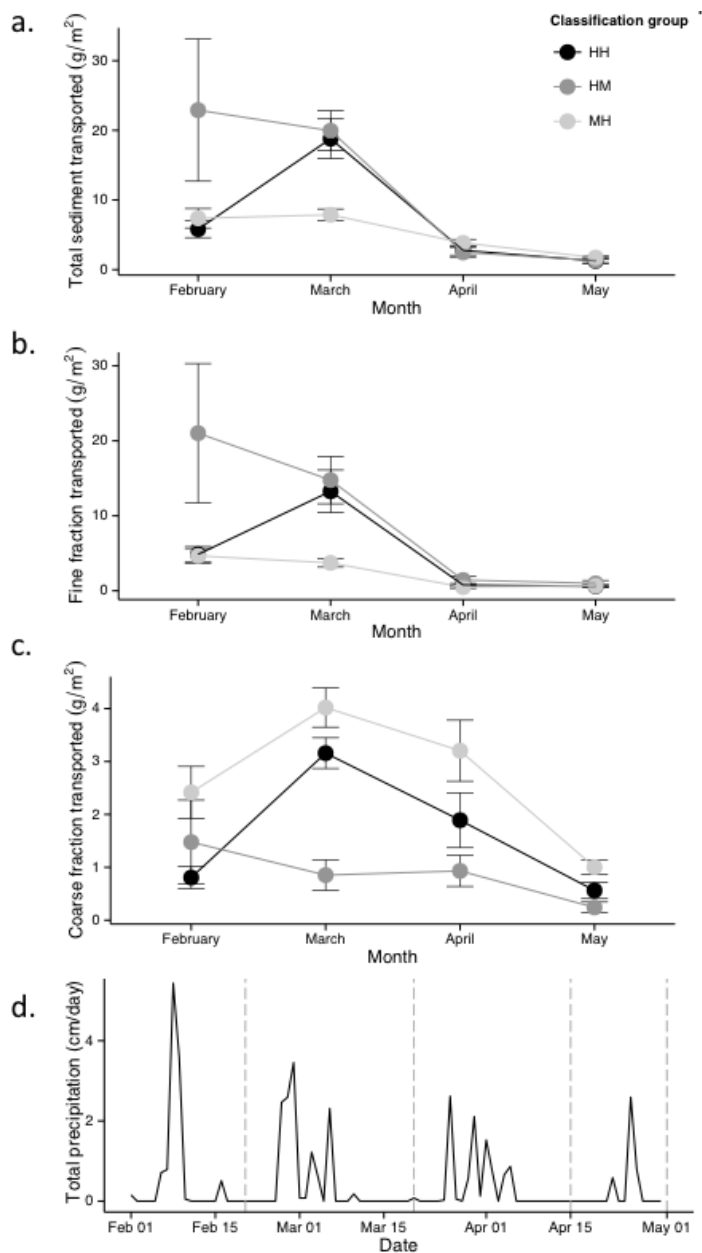 a.
Total sediment transported (g/m²)
30
20
10
0
February March April May
Month
Classification group
HH
HM
MH
b.
Fine fraction transported (g/m²)
30
20
10
0
February March April May
Month
c.
Coarse fraction transported (g/m²)
4
3
2
1
0
February March April May
Month
d.
Total precipitation (cm/day)
4
2
0
Feb 01 Feb 15 Mar 01 Mar 15 Apr 01 Apr 15 May 01
Date